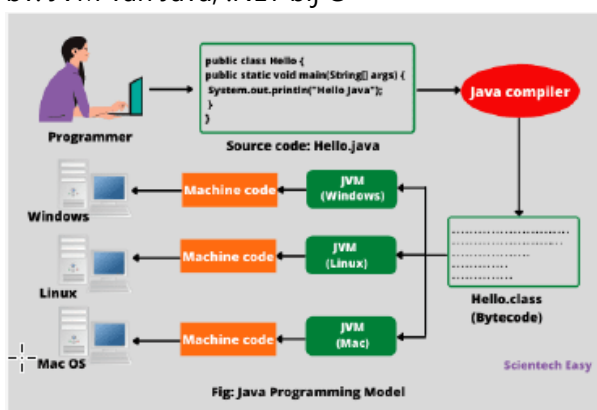 public class Hello {
public static void main(String[] args) {
System.out.println("Hello Java");
}
}
Java compiler
Programmer
Source code: Hello.java
Machine code
JVM
(Windows)
Windows
Machine code
JVM
(Linux)
Linux
Hello.class
(Bytecode)
Machine code
JVM
(Mac)
Mac OS
Scientech Easy
Fig: Java Programming Model